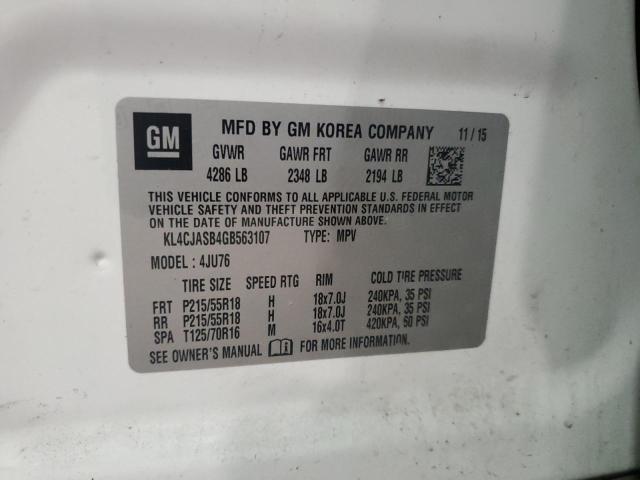 GM
MFD BY GM KOREA COMPANY 11/15
GVWR GAWR FRT GAWR RR
4286 LB 2348 LB 2194 LB
THIS VEHICLE CONFORMS TO ALL APPLICABLE U.S. FEDERAL MOTOR
VEHICLE SAFETY AND THEFT PREVENTION STANDARDS IN EFFECT
ON THE DATE OF MANUFACTURE SHOWN ABOVE.
KL4CJASB4GB563107 TYPE: MPV
MODEL: 4JU76
TIRE SIZE SPEED RTG RIM COLD TIRE PRESSURE
FRT P215/55R18 H 18x7.0J 240KPA, 35 PSI
RR P215/55R18 H 18x7.0J 240KPA, 35 PSI
SPA T125/70R16 M 16x4.0T 420KPA, 60 PSI
SEE OWNER'S MANUAL FOR MORE INFORMATION.